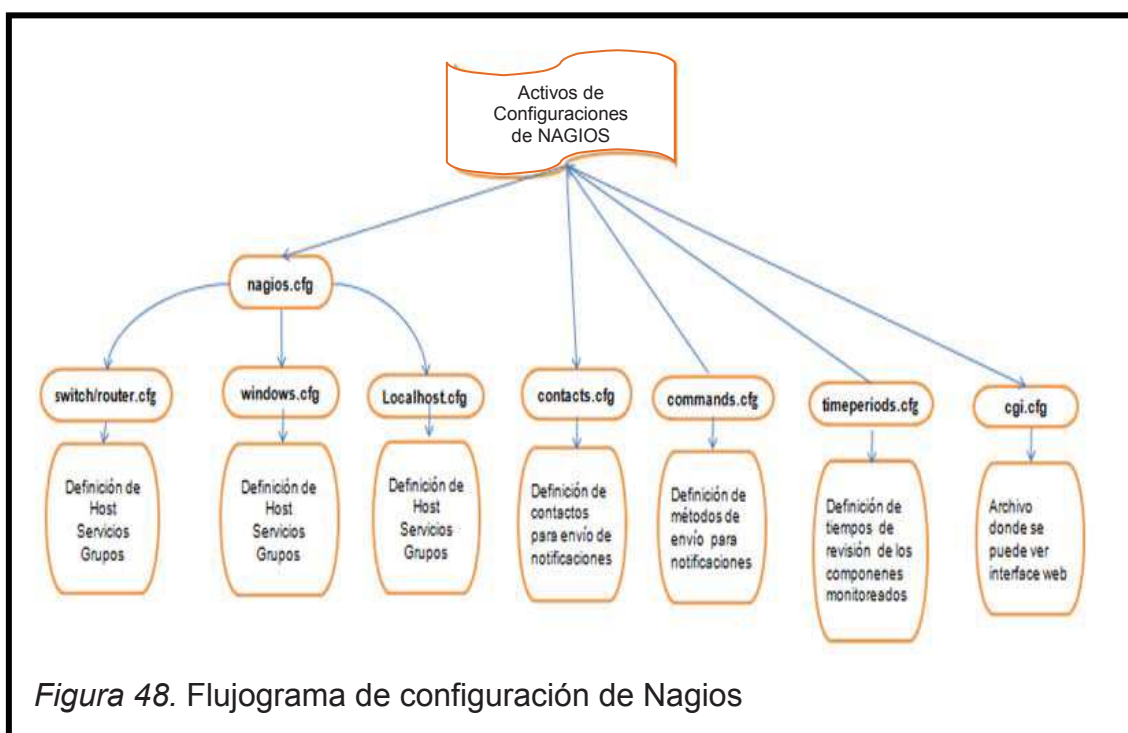 Activos de
Configuraciones
de NAGIOS
nagios.cfg
switch/router.cfg
windows.cfg
Localhost.cfg
contacts.cfg
commands.cfg
timeperiods.cfg
cgi.cfg
Definición de
Host
Servicios
Grupos
Definición de
Host
Servicios
Grupos
Definición de
Host
Servicios
Grupos
Definición de
contactos
para envío de
notificaciones
Definición de
métodos de
envío para
notificaciones
Definición de
tiempos de
revisión de los
componenes
monitoreados
Archivo
donde se
puede ver
interface web
Figura 48. Flujograma de configuración de Nagios